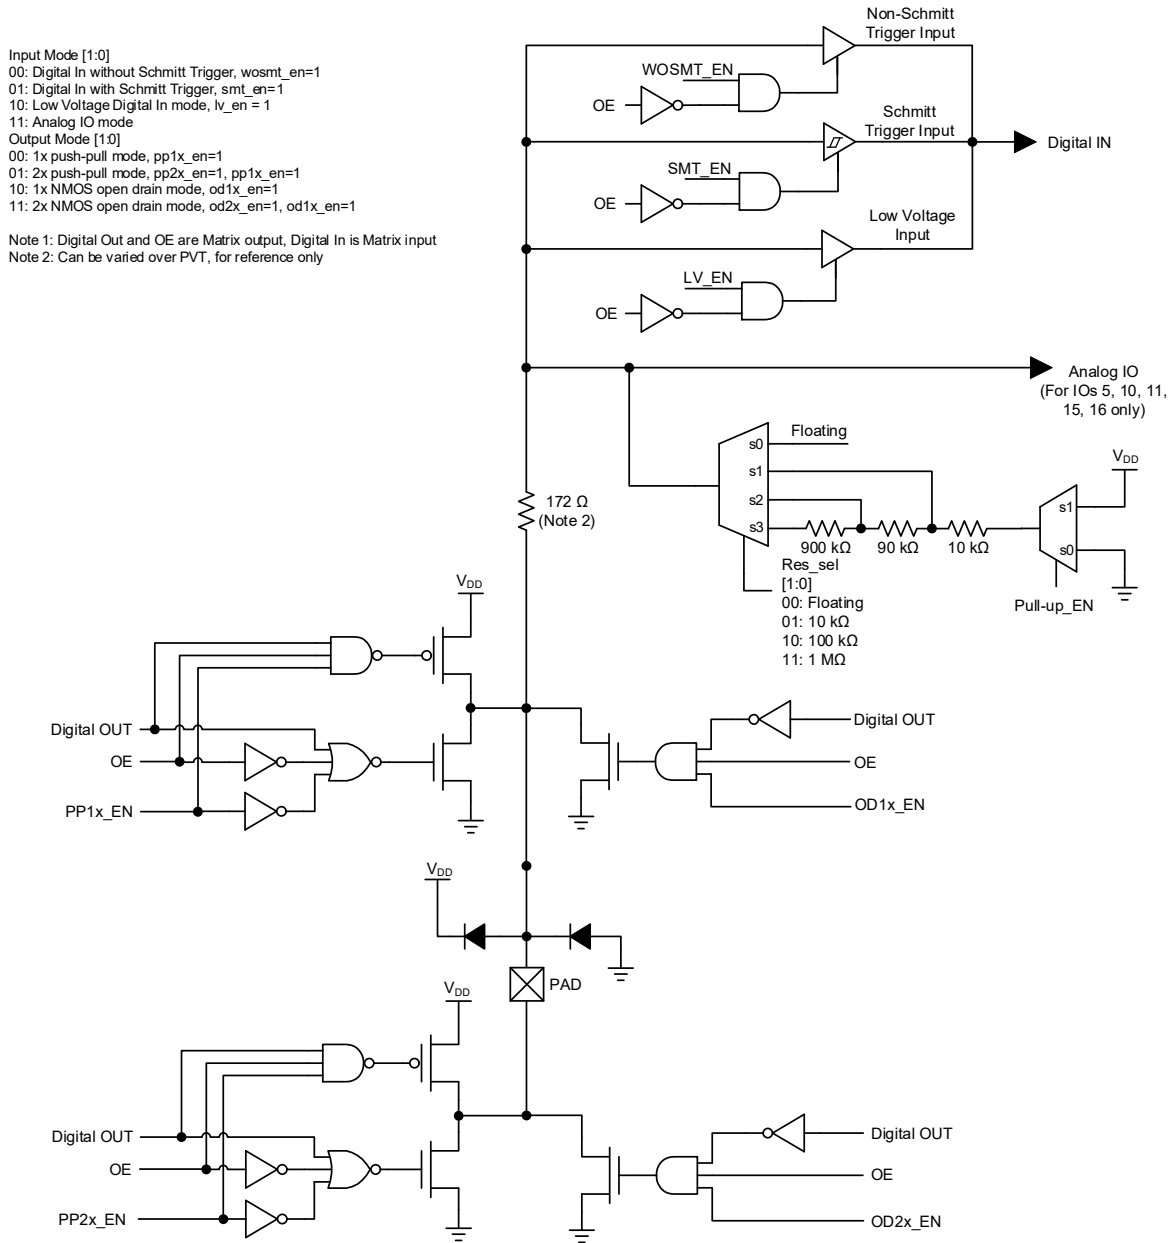 Input Mode [1:0]
00: Digital In without Schmitt Trigger, wosmt_en=1
01: Digital In with Schmitt Trigger, smt_en=1
10: Low Voltage Digital In mode, lv_en = 1
11: Analog IO mode
Output Mode [1:0]
00: 1x push-pull mode, pp1x_en=1
01: 2x push-pull mode, pp2x_en=1, pp1x_en=1
10: 1x NMOS open drain mode, od1x_en=1
11: 2x NMOS open drain mode, od2x_en=1, od1x_en=1
Note 1: Digital Out and OE are Matrix output, Digital In is Matrix input
Note 2: Can be varied over PVT, for reference only
Non-Schmitt
Trigger Input
WOSMT_EN
OE
Schmitt
Trigger Input
Digital IN
SMT_EN
OE
Low Voltage
Input
LV_EN
OE
Analog IO
(For IOs 5, 10, 11,
15, 16 only)
Floating
s0
s1
s2
s3
900 kΩ
90 kΩ
10 kΩ
VDD
s1
s0
Pull-up_EN
Res_sel
[1:0]
00: Floating
01: 10 kΩ
10: 100 kΩ
11: 1 MΩ
172 Ω
(Note 2)
VDD
Digital OUT
OE
PP1x_EN
Digital OUT
OE
OD1x_EN
VDD
PAD
VDD
Digital OUT
OE
PP2x_EN
Digital OUT
OE
OD2x_EN